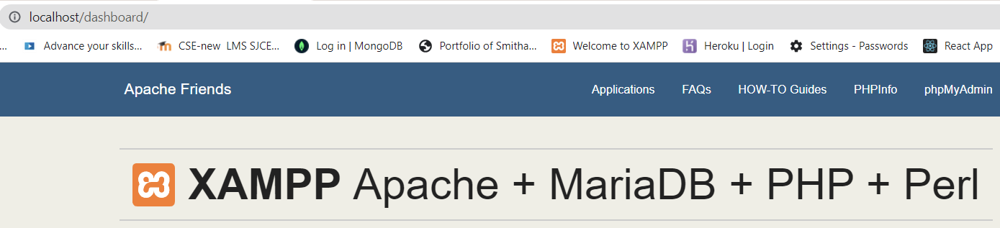 localhost/dashboard/
... Advance your skills... CSE-new LMS SJCE... Log in | MongoDB Portfolio of Smitha... Welcome to XAMPP Heroku | Login Settings - Passwords React App
Apache Friends Applications FAQs HOW-TO Guides PHPInfo phpMyAdmin
XAMPP Apache + MariaDB + PHP + Perl